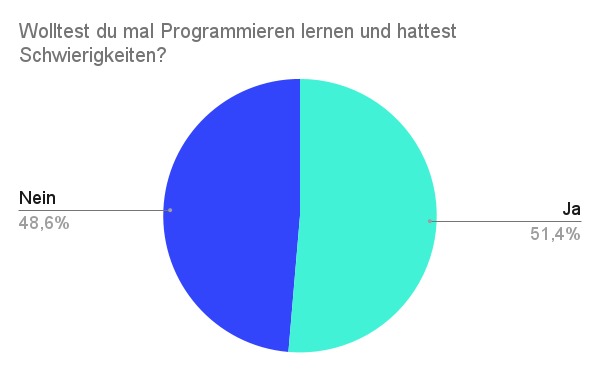 Wolltest du mal Programmieren lernen und hattest
Schwierigkeiten?
Nein
48,6%
Ja
51,4%